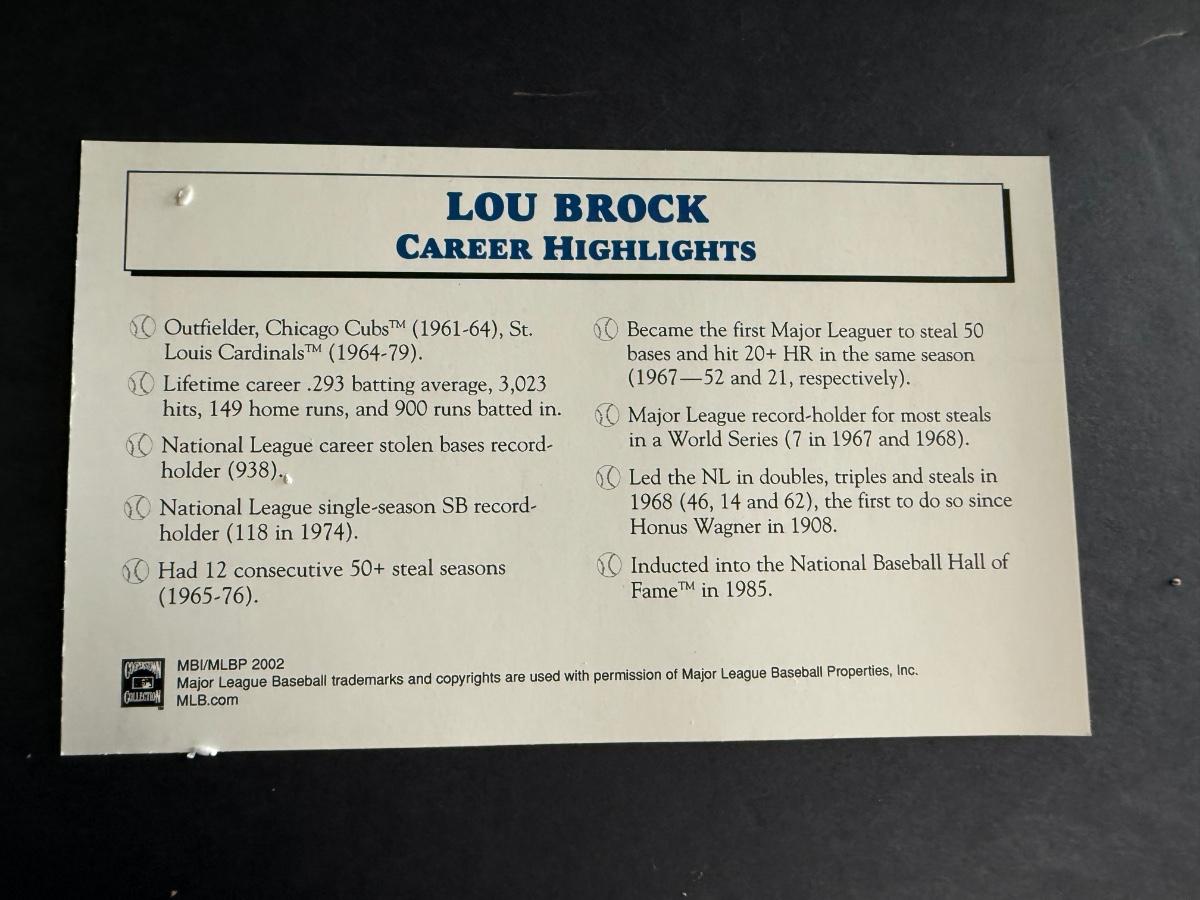 LOU BROCK
CAREER HIGHLIGHTS
Outfielder, Chicago Cubs™ (1961-64), St.
Louis Cardinals™ (1964-79).
Lifetime career .293 batting average, 3,023
hits, 149 home runs, and 900 runs batted in.
National League career stolen bases record-
holder (938).
National League single-season SB record-
holder (118 in 1974).
Had 12 consecutive 50+ steal seasons
(1965-76).
Became the first Major Leaguer to steal 50
bases and hit 20+ HR in the same season
(1967—52 and 21, respectively).
Major League record-holder for most steals
in a World Series (7 in 1967 and 1968).
Led the NL in doubles, triples and steals in
1968 (46, 14 and 62), the first to do so since
Honus Wagner in 1908.
Inducted into the National Baseball Hall of
Fame™ in 1985.
COOPERSTOWN
COLLECTION
MBI/MLBP 2002
Major League Baseball trademarks and copyrights are used with permission of Major League Baseball Properties, Inc.
MLB.com